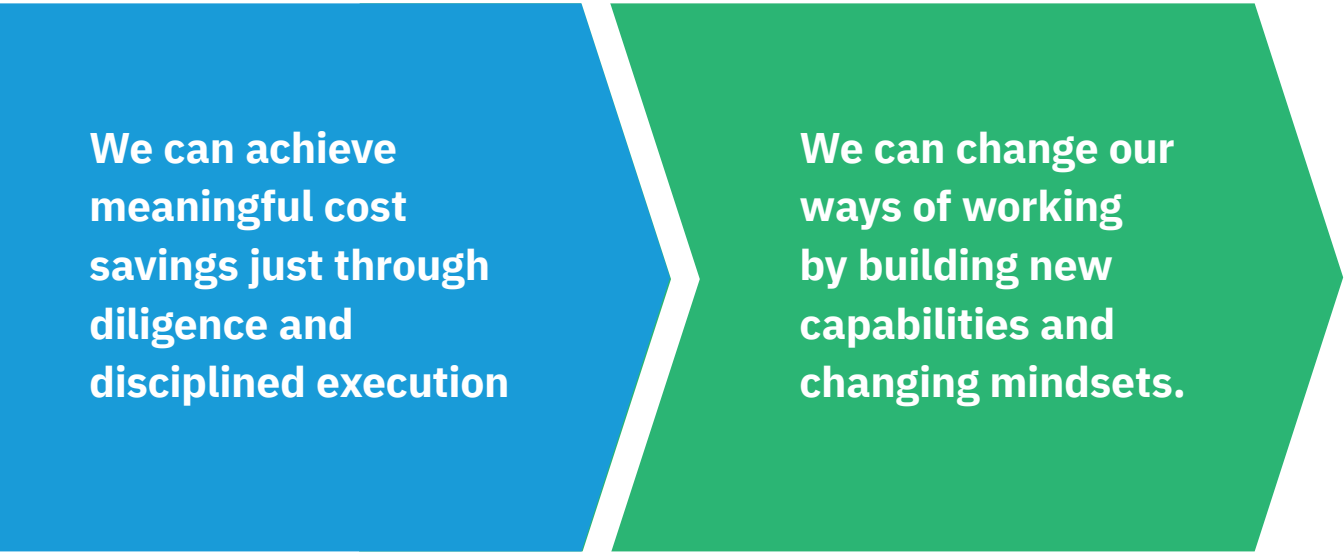 We can achieve
meaningful cost
savings just through
diligence and
disciplined execution
We can change our
ways of working
by building new
capabilities and
changing mindsets.